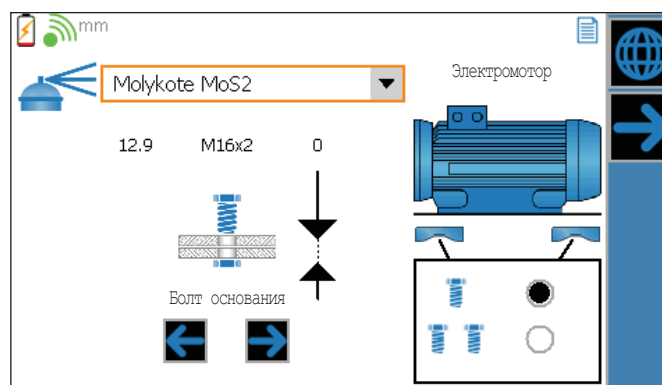 mm
Molykote MoS2
Электромотор
12.9 M16x2 0
Болт основания